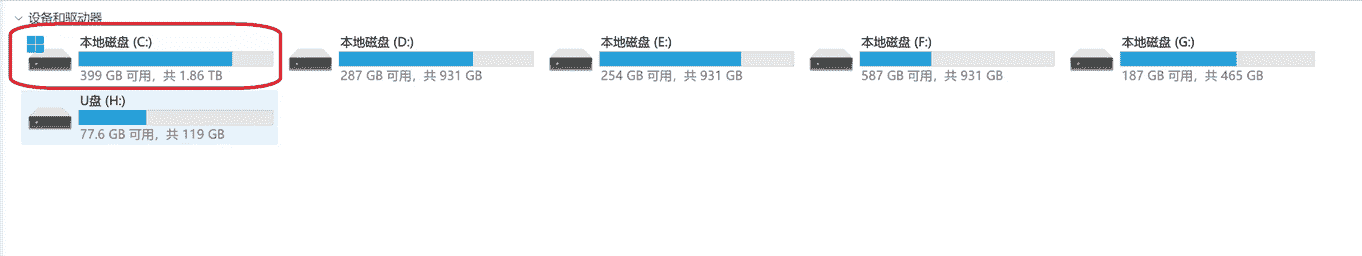 设备和驱动器
本地磁盘 (C:)
399 GB 可用，共 1.86 TB
本地磁盘 (D:)
287 GB 可用，共 931 GB
本地磁盘 (E:)
254 GB 可用，共 931 GB
本地磁盘 (F:)
587 GB 可用，共 931 GB
本地磁盘 (G:)
187 GB 可用，共 465 GB
U盘 (H:)
77.6 GB 可用，共 119 GB